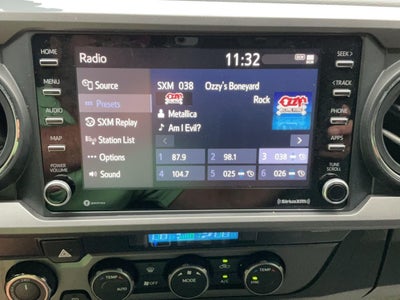 HOME
Radio
11:32
SEEK >
MENU
Source
SXM 038 Ozzy's Boneyard
< TRACK
Presets
Rock
OZZY
AUDIO
SXM Replay
Metallica
PHONE
MAP
Station List
Am I Evil?
APPS
Options
POWER
VOLUME
Sound
1 87.9
2 98.1
3 038
TUNE
SCROLL
4 104.7
5 025
6 026
SiriusXM
TEMP
MODE
TEMP
AUTO
A/C